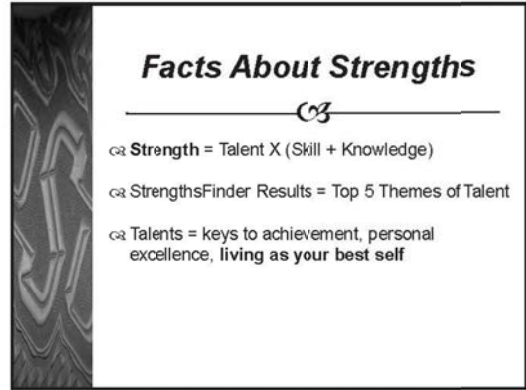 Facts About Strengths
Strength = Talent X (Skill + Knowledge)
StrengthsFinder Results = Top 5 Themes of Talent
Talents = keys to achievement, personal
excellence, living as your best self